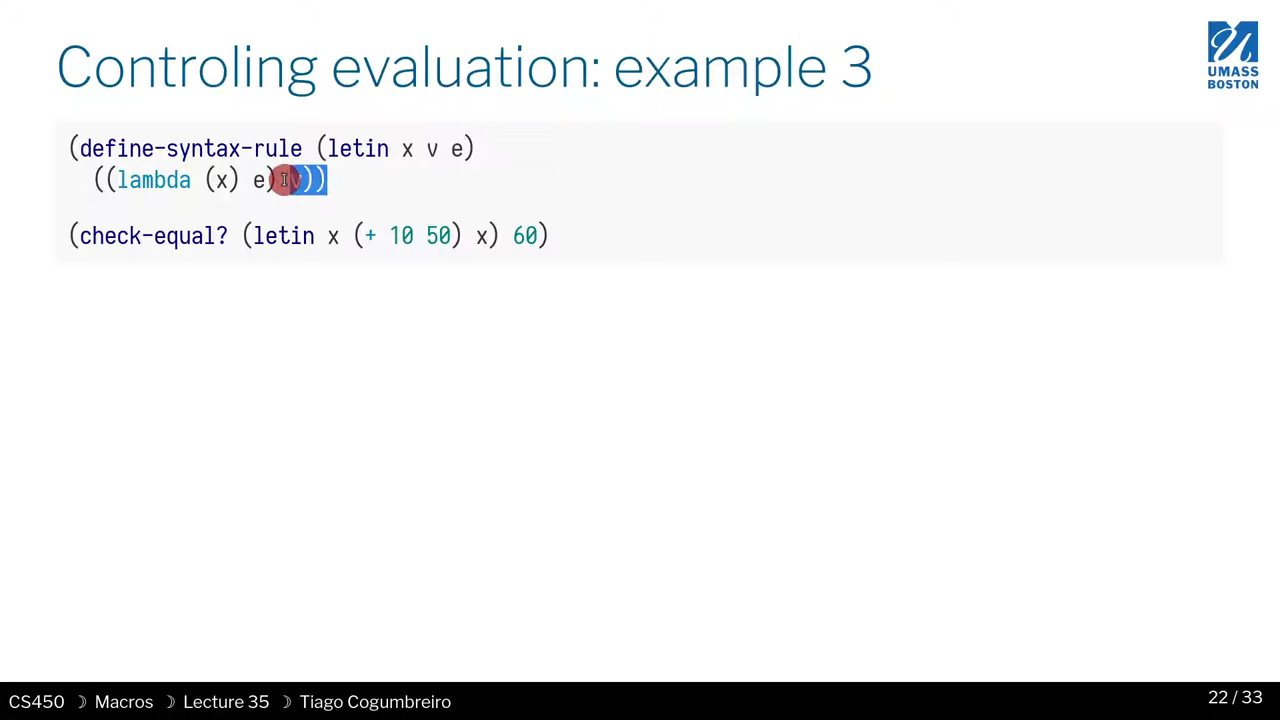 Controling evaluation: example 3
UMASS
BOSTON
(define-syntax-rule (letin x v e)
((lambda (x) e) v))
(check-equal? (letin x (+ 10 50) x) 60)
CS450 ☽ Macros ☽ Lecture 35 ☽ Tiago Cogumbreiro
22 / 33